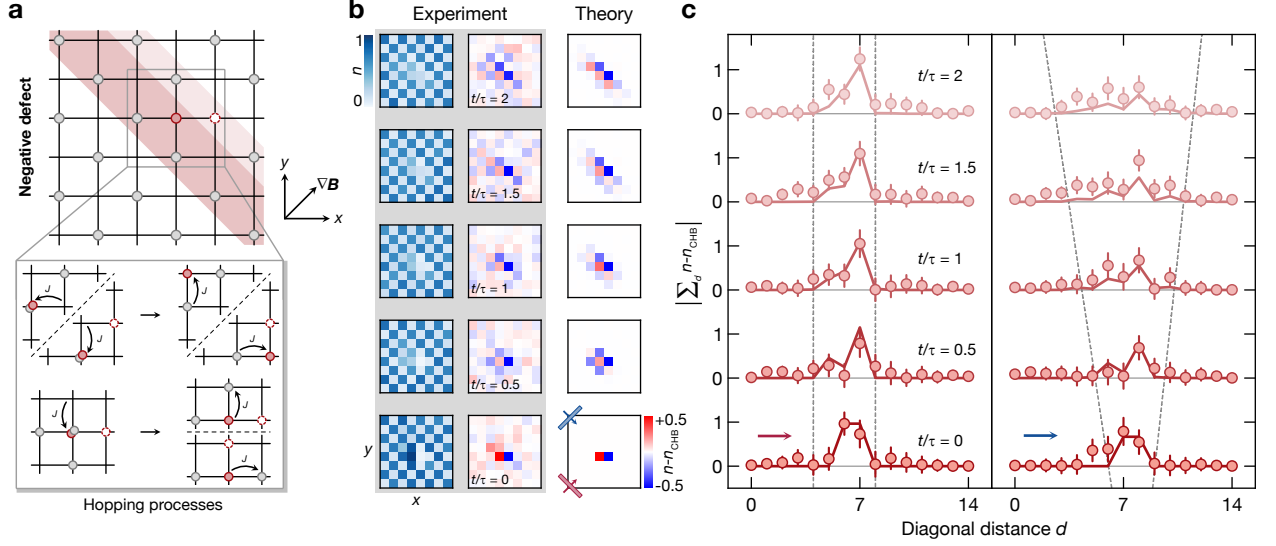 a
Negative defect
y
∇B
x
J
J
J
J
J
J
J
Hopping processes
b
Experiment
Theory
1
n
0
t/τ = 2
t/τ = 1.5
t/τ = 1
t/τ = 0.5
t/τ = 0
y
x
+0.5
n-nCHB
-0.5
c
|∑d n-nCHB|
1
0
t/τ = 2
1
0
t/τ = 1.5
1
0
t/τ = 1
1
0
t/τ = 0.5
1
0
t/τ = 0
0
7
14
0
7
14
Diagonal distance d